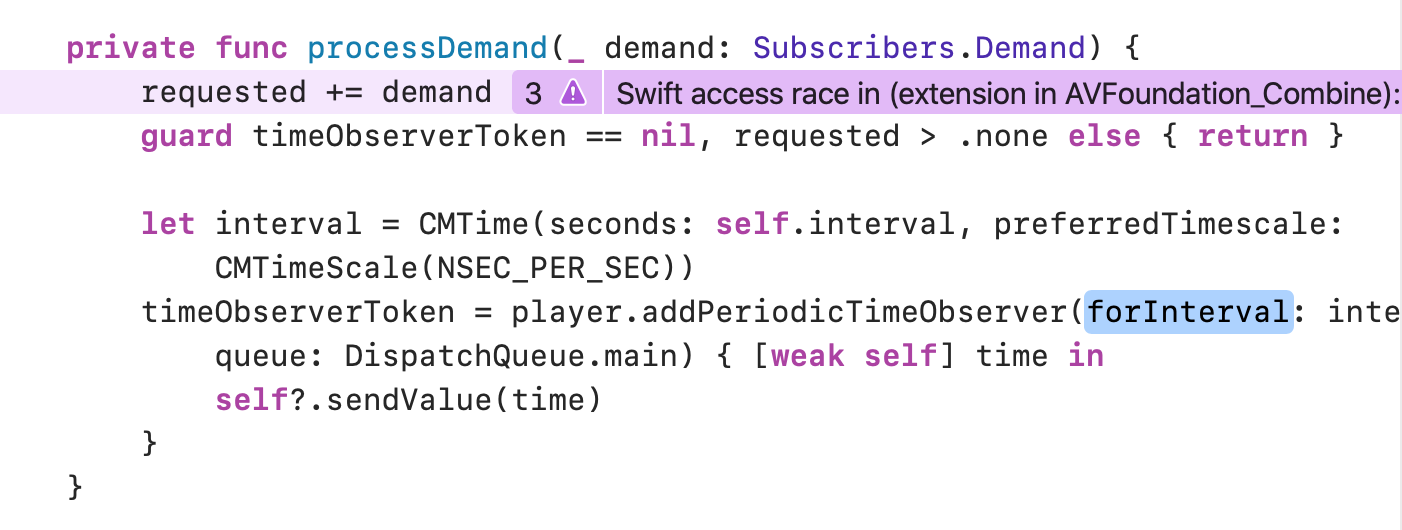 private func processDemand(_ demand: Subscribers.Demand) {
requested += demand 3 Swift access race in (extension in AVFoundation_Combine):
guard timeObserverToken == nil, requested > .none else { return }
let interval = CMTime(seconds: self.interval, preferredTimescale:
CMTimeScale(NSEC_PER_SEC))
timeObserverToken = player.addPeriodicTimeObserver(forInterval: inte
queue: DispatchQueue.main) { [weak self] time in
self?.sendValue(time)
}
}